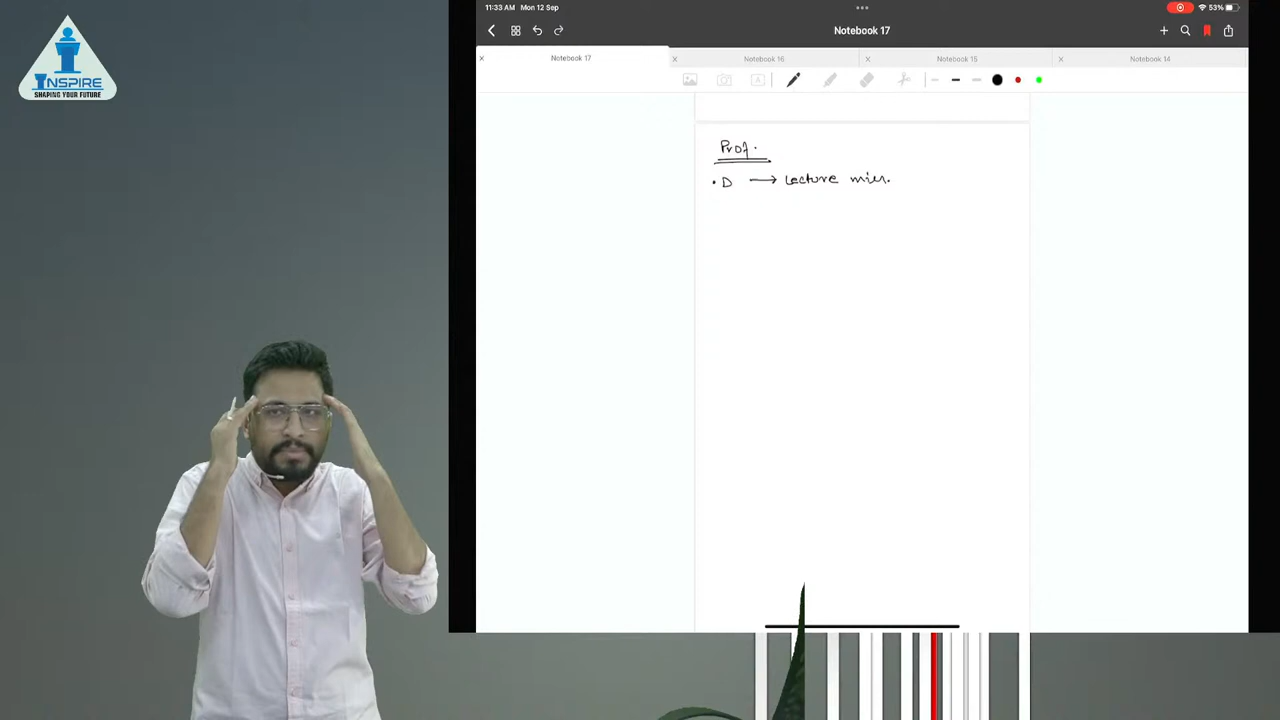 11:33 AM Mon 12 Sep
53%
Notebook 17
Notebook 17
Notebook 16
Notebook 15
Notebook 14
A
INSPIRE
SHAPING YOUR FUTURE
Prof.
• D → Lecture